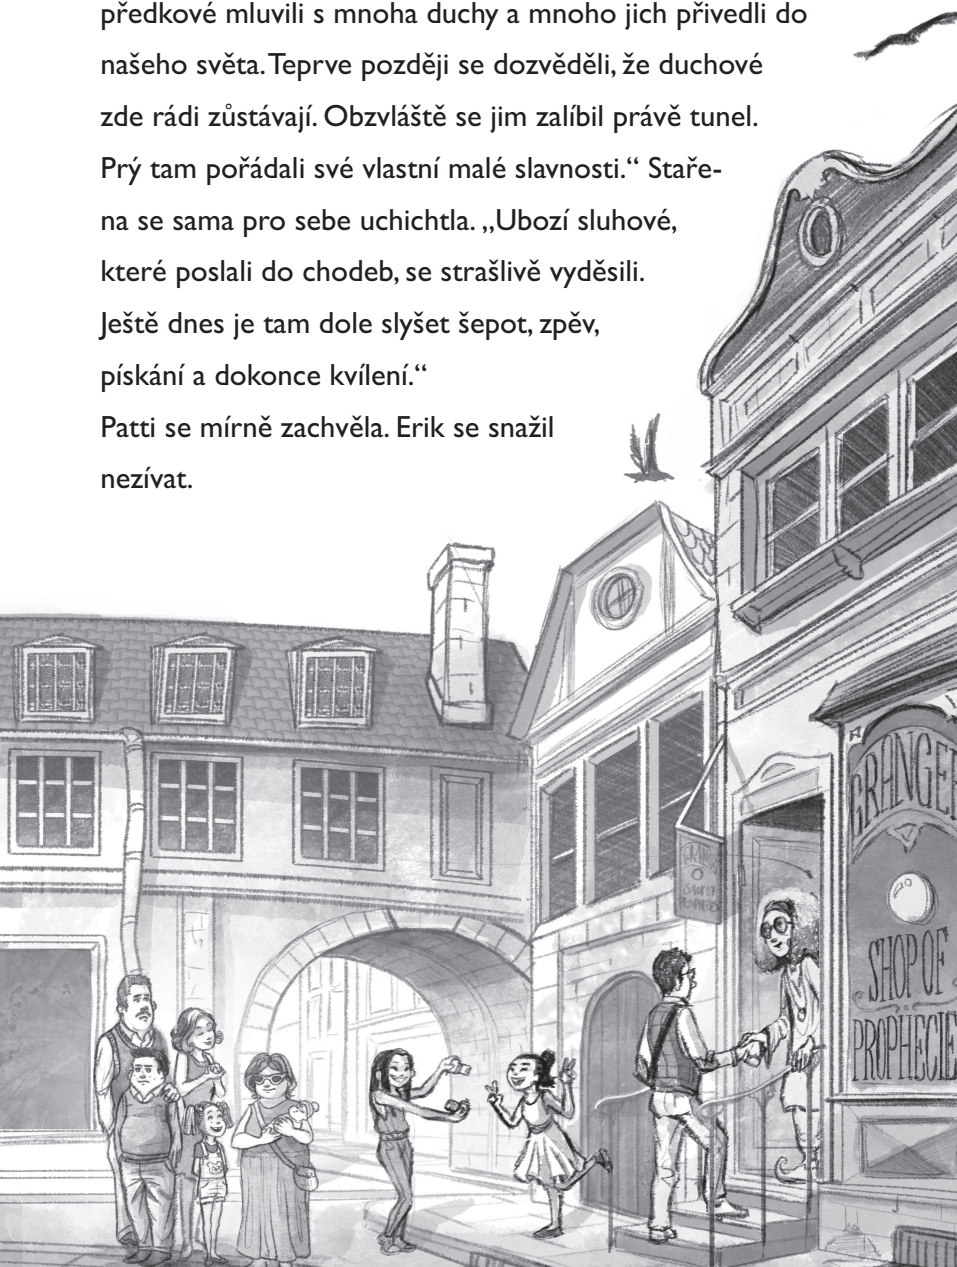 předkové mluvili s mnoha duchy a mnoho jich přivedli do
našeho světa. Teprve později se dozvěděli, že duchové
zde rádi zůstávají. Obzvláště se jim zalíbil právě tunel.
Prý tam pořádali své vlastní malé slavnosti.“ Staře-
na se sama pro sebe uchichtla. „Ubozí sluhové,
které poslali do chodeb, se strašlivě vyděsili.
Ještě dnes je tam dole slyšet šepot, zpěv,
pískání a dokonce kvílení.“
Patti se mírně zachvěla. Erik se snažil
nezívat.
GRANGER
SHOP OF
PROPHECIE
SHOP OF